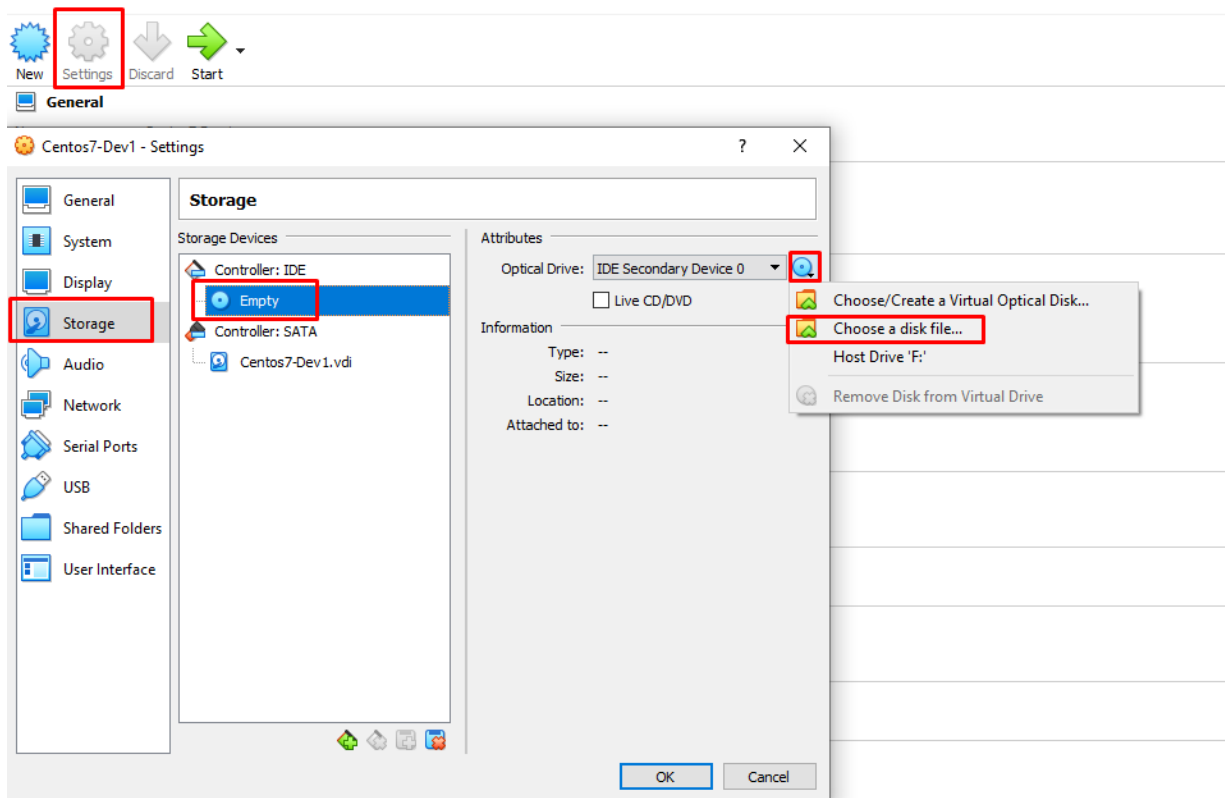 New Settings Discard Start
General
Centos7-Dev1 - Settings ?
General
System
Display
Storage
Audio
Network
Serial Ports
USB
Shared Folders
User Interface
Storage
Storage Devices
Controller: IDE
Empty
Controller: SATA
Centos7-Dev1.vdi
Attributes
Optical Drive: IDE Secondary Device 0
Live CD/DVD
Information
Type: --
Size: --
Location: --
Attached to: --
Choose/Create a Virtual Optical Disk...
Choose a disk file...
Host Drive 'F:'
Remove Disk from Virtual Drive
OK Cancel